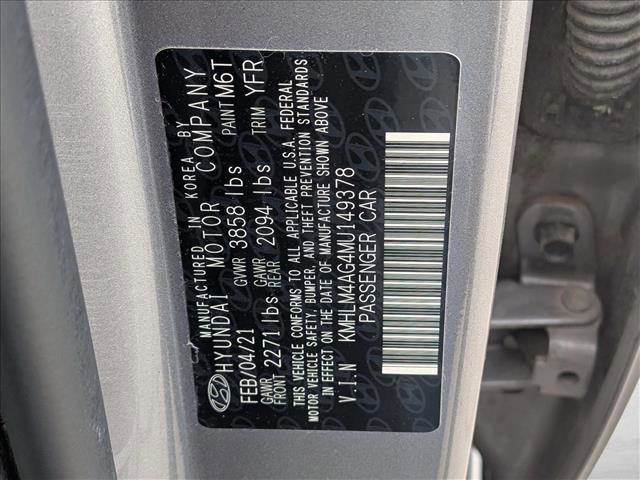 MANUFACTURED IN KOREA BY
HYUNDAI MOTOR COMPANY
FEB/04/21 GVWR 3858 lbs PAINT M6T
GAWR FRONT 2271 lbs GAWR REAR 2094 lbs TRIM YFR
THIS VEHICLE CONFORMS TO ALL APPLICABLE U.S.A. FEDERAL
MOTOR VEHICLE SAFETY, BUMPER, AND THEFT PREVENTION STANDARDS
IN EFFECT ON THE DATE OF MANUFACTURE SHOWN ABOVE
V.I.N KMHLM4AG4MU149378
PASSENGER CAR